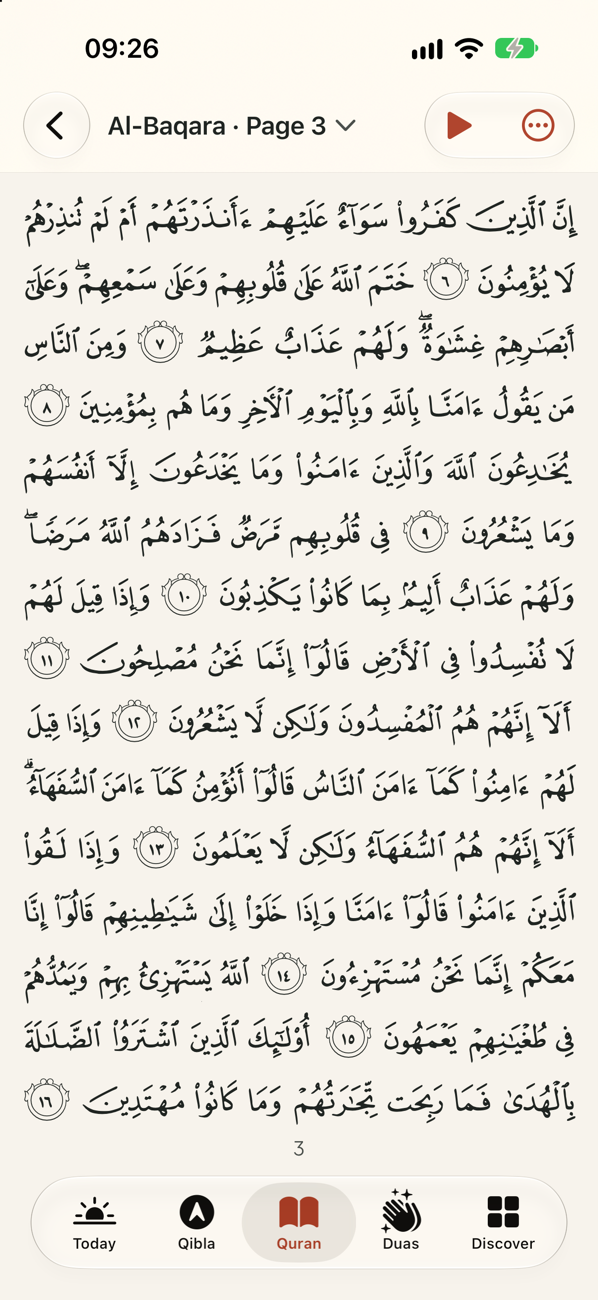 09:26
Al-Baqara · Page 3
إِنَّ ٱلَّذِينَ كَفَرُوا۟ سَوَآءٌ عَلَيْهِمْ ءَأَنذَرْتَهُمْ أَمْ لَمْ تُنذِرْهُمْ
لَا يُؤْمِنُونَ ٦ خَتَمَ ٱللَّهُ عَلَىٰ قُلُوبِهِمْ وَعَلَىٰ سَمْعِهِمْ ۖ وَعَلَىٰٓ
أَبْصَـٰرِهِمْ غِشَـٰوَةٌ ۖ وَلَهُمْ عَذَابٌ عَظِيمٌ ٧ وَمِنَ ٱلنَّاسِ
مَن يَقُولُ ءَامَنَّا بِٱللَّهِ وَبِٱلْيَوْمِ ٱلْـَٔاخِرِ وَمَا هُم بِمُؤْمِنِينَ ٨
يُخَـٰدِعُونَ ٱللَّهَ وَٱلَّذِينَ ءَامَنُوا۟ وَمَا يَخْدَعُونَ إِلَّآ أَنفُسَهُمْ
وَمَا يَشْعُرُونَ ٩ فِى قُلُوبِهِم مَّرَضٌ فَزَادَهُمُ ٱللَّهُ مَرَضًا ۖ
وَلَهُمْ عَذَابٌ أَلِيمٌۢ بِمَا كَانُوا۟ يَكْذِبُونَ ١٠ وَإِذَا قِيلَ لَهُمْ
لَا تُفْسِدُوا۟ فِى ٱلْأَرْضِ قَالُوٓا۟ إِنَّمَا نَحْنُ مُصْلِحُونَ ١١
أَلَآ إِنَّهُمْ هُمُ ٱلْمُفْسِدُونَ وَلَـٰكِن لَّا يَشْعُرُونَ ١٢ وَإِذَا قِيلَ
لَهُمْ ءَامِنُوا۟ كَمَآ ءَامَنَ ٱلنَّاسُ قَالُوٓا۟ أَنُؤْمِنُ كَمَآ ءَامَنَ ٱلسُّفَهَآءُ ۗ
أَلَآ إِنَّهُمْ هُمُ ٱلسُّفَهَآءُ وَلَـٰكِن لَّا يَعْلَمُونَ ١٣ وَإِذَا لَقُوا۟
ٱلَّذِينَ ءَامَنُوا۟ قَالُوٓا۟ ءَامَنَّا وَإِذَا خَلَوْا۟ إِلَىٰ شَيَـٰطِينِهِمْ قَالُوٓا۟ إِنَّا
مَعَكُمْ إِنَّمَا نَحْنُ مُسْتَهْزِءُونَ ١٤ ٱللَّهُ يَسْتَهْزِئُ بِهِمْ وَيَمُدُّهُمْ
فِى طُغْيَـٰنِهِمْ يَعْمَهُونَ ١٥ أُو۟لَـٰٓئِكَ ٱلَّذِينَ ٱشْتَرَوُا۟ ٱلضَّلَـٰلَةَ
بِٱلْهُدَىٰ فَمَا رَبِحَت تِّجَـٰرَتُهُمْ وَمَا كَانُوا۟ مُهْتَدِينَ ١٦
3
Today
Qibla
Quran
Duas
Discover